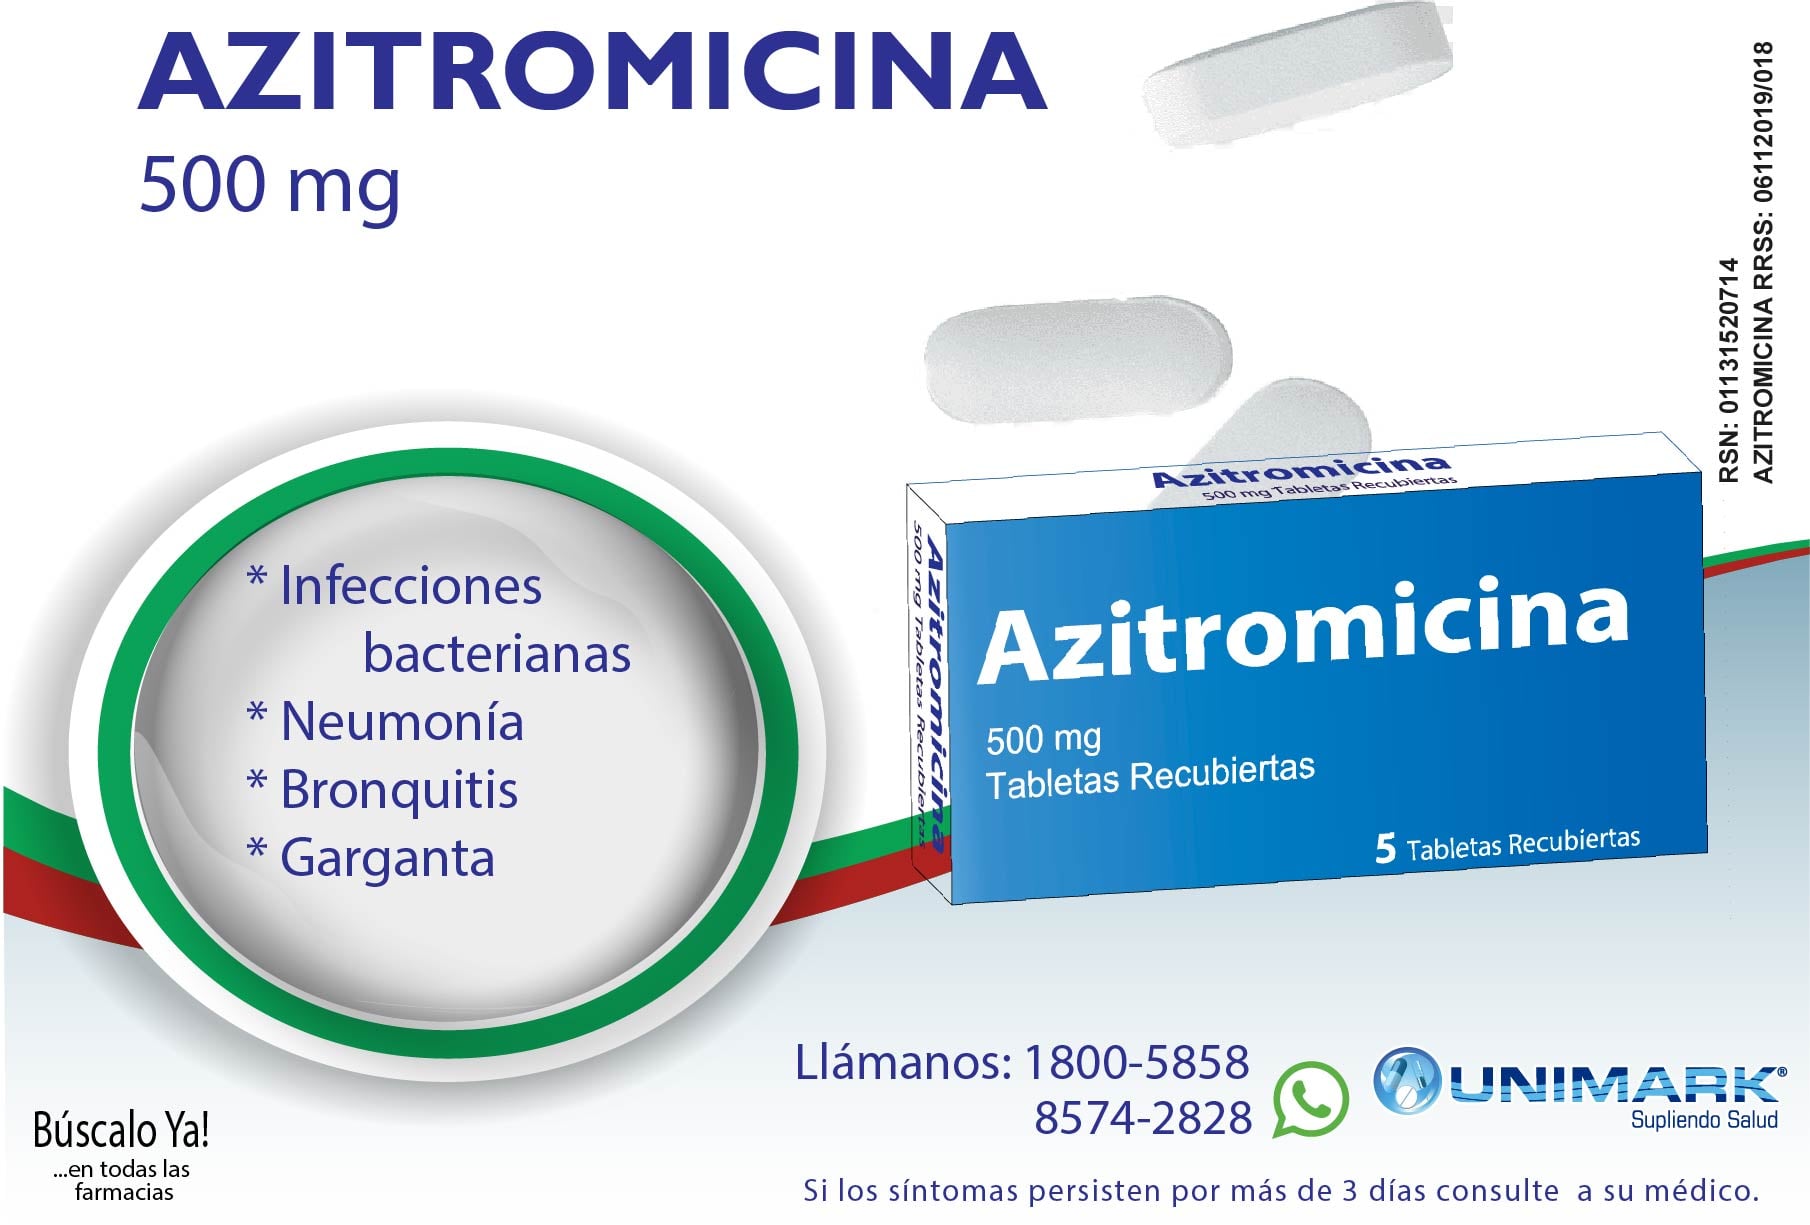 AZITROMICINA
500 mg
RSN: 01131520714
AZITROMICINA RRSS: 06112019/018
* Infecciones
bacterianas
* Neumonía
* Bronquitis
* Garganta
Azitromicina
500 mg Tabletas Recubiertas
Azitromicina
500 mg Tabletas Recubiertas
Azitromicina
500 mg
Tabletas Recubiertas
5 Tabletas Recubiertas
Llámanos: 1800-5858
8574-2828
UNIMARK®
Supliendo Salud
Búscalo Ya!
...en todas las
farmacias
Si los síntomas persisten por más de 3 días consulte a su médico.